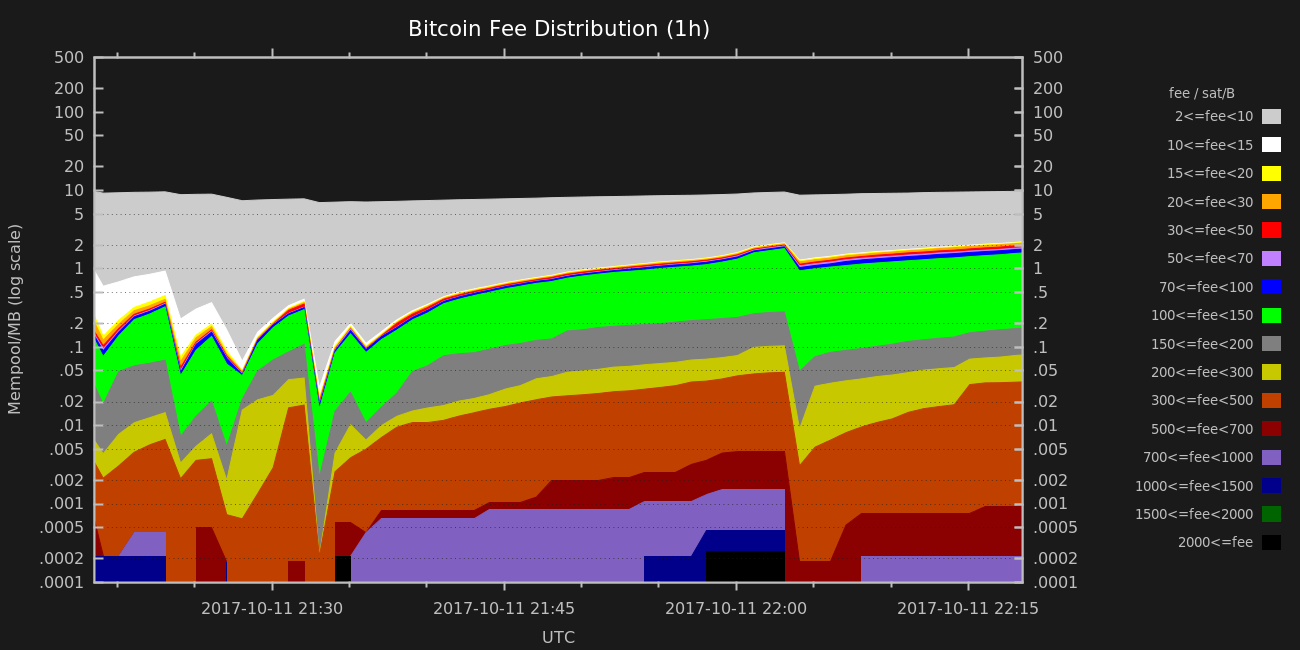 Bitcoin Fee Distribution (1h)
500
200
100
50
20
10
5
2
1
.5
.2
.1
.05
.02
.01
.005
.002
.001
.0005
.0002
.0001
Mempool/MB (log scale)
500
200
100
50
20
10
5
2
1
.5
.2
.1
.05
.02
.01
.005
.002
.001
.0005
.0002
.0001
2017-10-11 21:30
2017-10-11 21:45
2017-10-11 22:00
2017-10-11 22:15
UTC
fee / sat/B
2<=fee<10
10<=fee<15
15<=fee<20
20<=fee<30
30<=fee<50
50<=fee<70
70<=fee<100
100<=fee<150
150<=fee<200
200<=fee<300
300<=fee<500
500<=fee<700
700<=fee<1000
1000<=fee<1500
1500<=fee<2000
2000<=fee